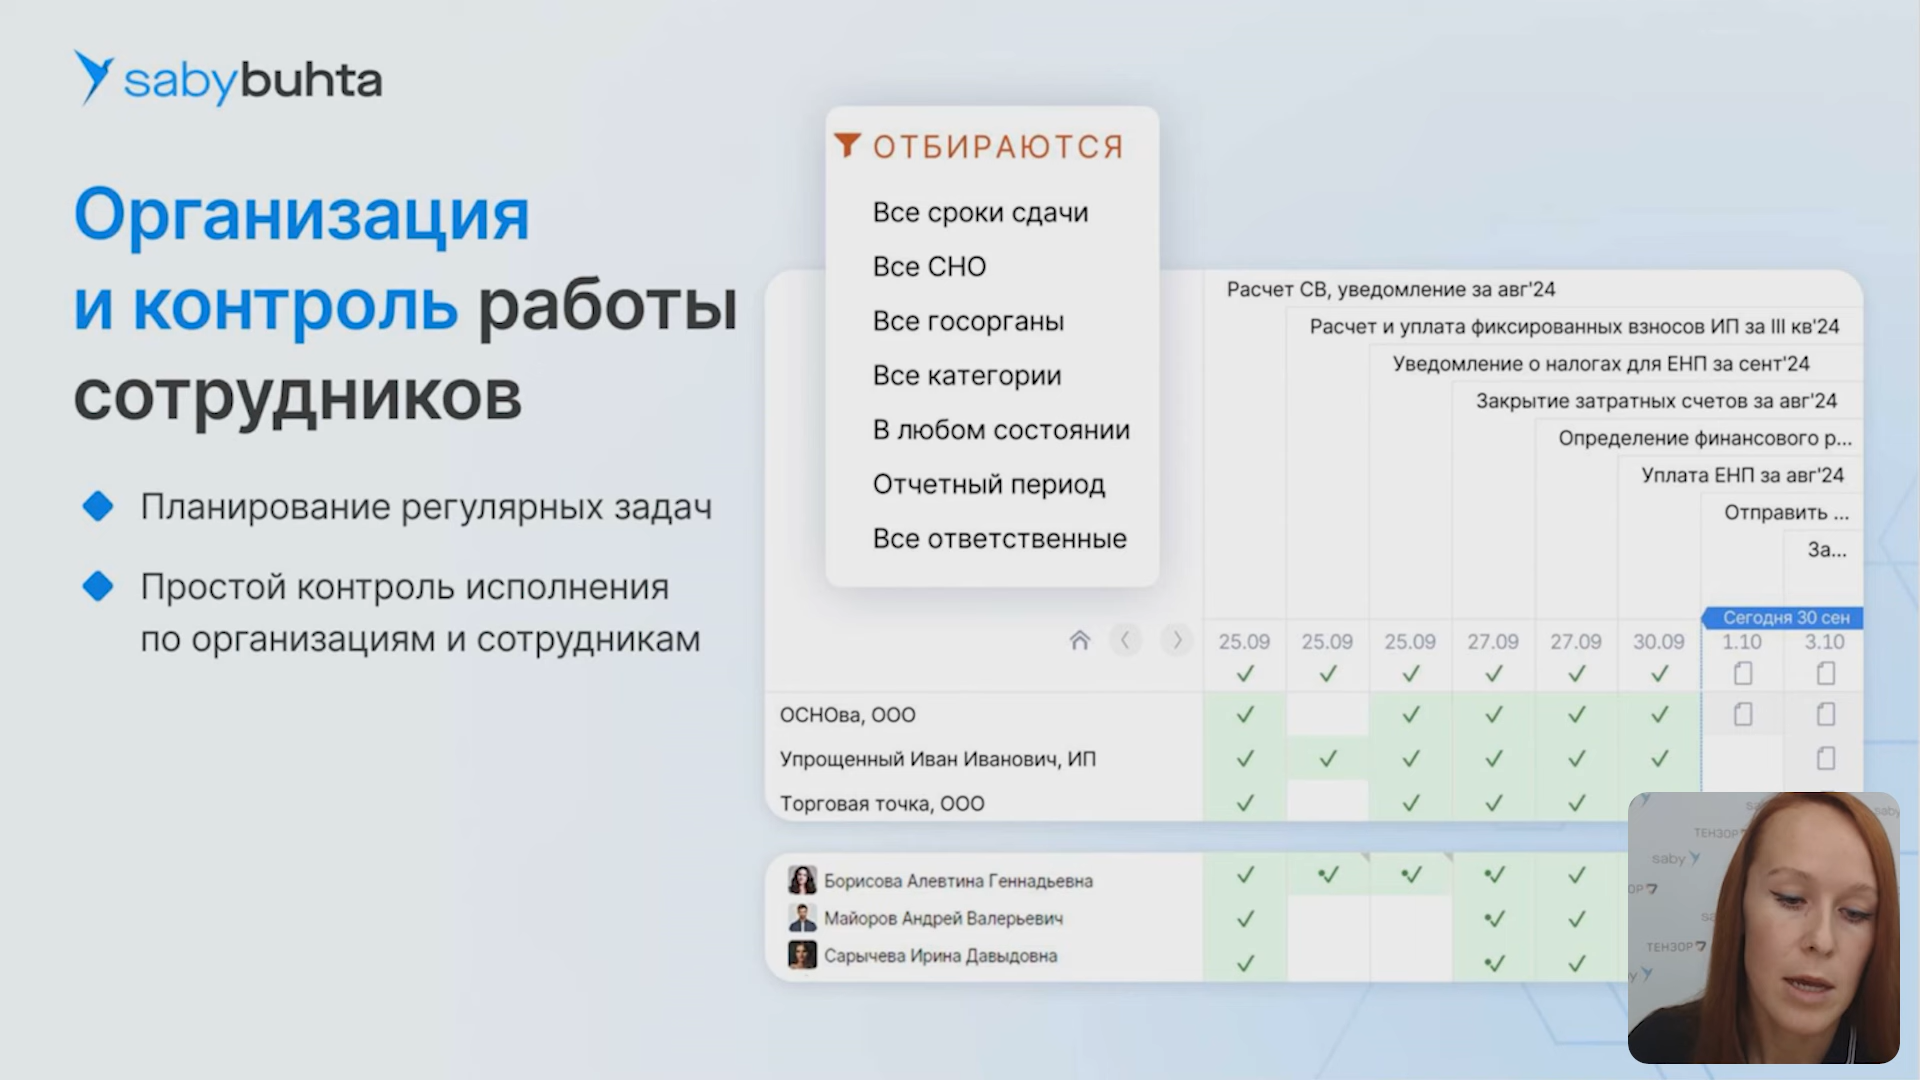 sabybuhta
Организация
и контроль работы
сотрудников
Планирование регулярных задач
Простой контроль исполнения
по организациям и сотрудникам
ОТБИРАЮТСЯ
Все сроки сдачи
Все СНО
Все госорганы
Все категории
В любом состоянии
Отчетный период
Все ответственные
Расчет СВ, уведомление за авг'24
Расчет и уплата фиксированных взносов ИП за III кв'24
Уведомление о налогах для ЕНП за сент'24
Закрытие затратных счетов за авг'24
Определение финансового р...
Уплата ЕНП за авг'24
Отправить ...
За...
Сегодня 30 сен
25.09 25.09 25.09 27.09 27.09 30.09 1.10 3.10
ОСНОва, ООО
Упрощенный Иван Иванович, ИП
Торговая точка, ООО
Борисова Алевтина Геннадьевна
Майоров Андрей Валерьевич
Сарычева Ирина Давыдовна
ТЕНЗОР
saby
ТЕНЗОР